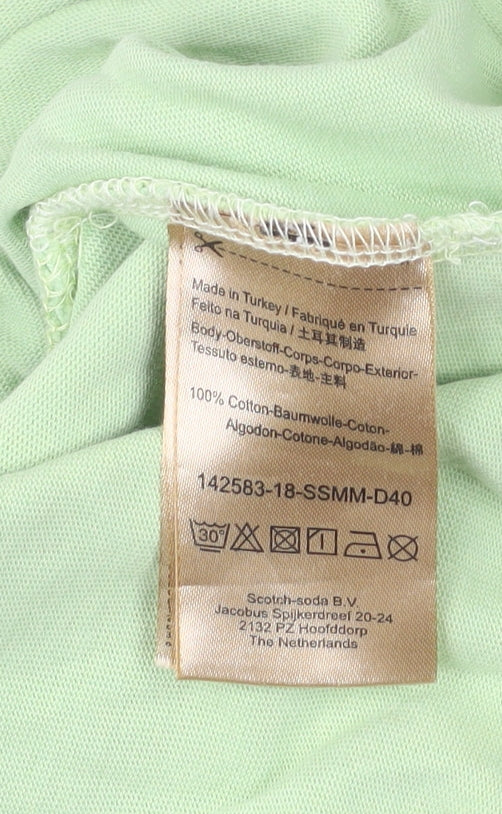 Made in Turkey / Fabriqué en Turquie
Feito na Turquia / 土耳其制造
Body-Oberstoff-Corps-Corpo-Exterior-
Tessuto esterno-表地-主料
100% Cotton-Baumwolle-Coton-
Algodon-Cotone-Algodão-綿-棉
142583-18-SSMM-D40
30°
Scotch-soda B.V.
Jacobus Spijkerdreef 20-24
2132 PZ Hoofddorp
The Netherlands